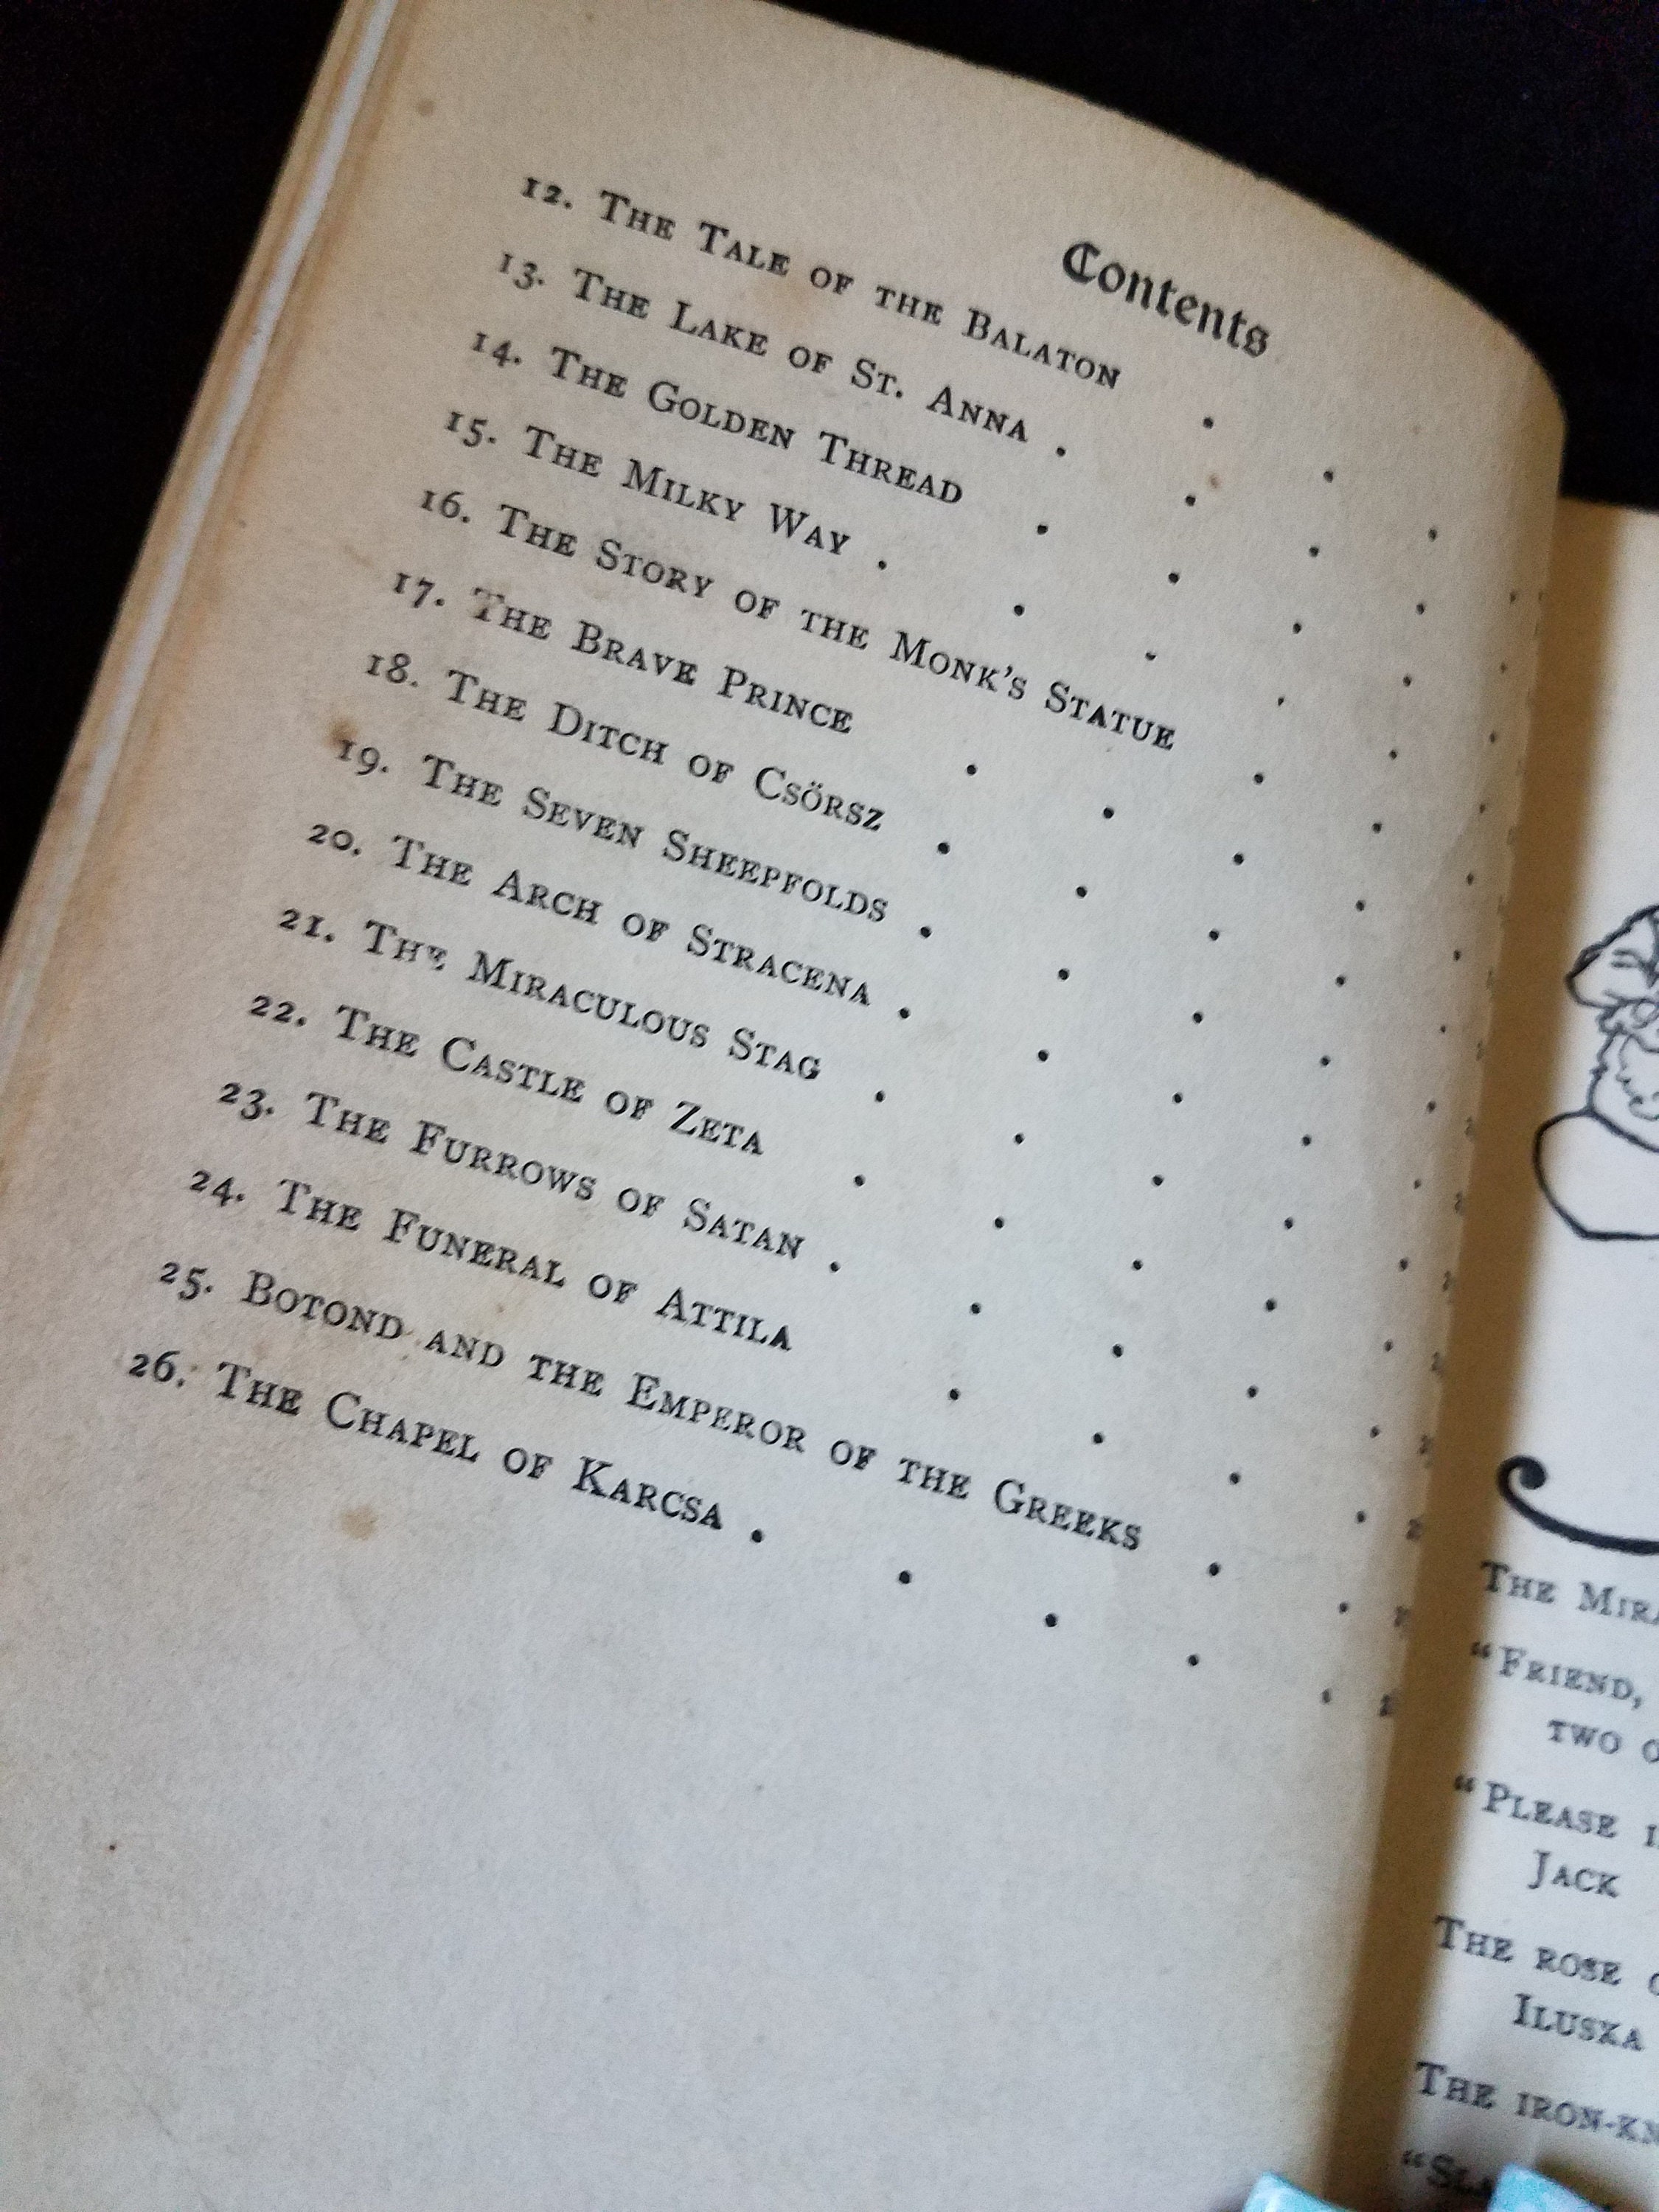 Contents
12. THE TALE OF THE BALATON . . .
13. THE LAKE OF ST. ANNA . . . .
14. THE GOLDEN THREAD . . . .
15. THE MILKY WAY . . . . .
16. THE STORY OF THE MONK'S STATUE . .
17. THE BRAVE PRINCE . . . .
18. THE DITCH OF CSÖRSZ . . . .
19. THE SEVEN SHEEPFOLDS . . . .
20. THE ARCH OF STRACENA . . . .
21. THE MIRACULOUS STAG . . . .
22. THE CASTLE OF ZETA . . . .
23. THE FURROWS OF SATAN . . . .
24. THE FUNERAL OF ATTILA . . . .
25. BOTOND AND THE EMPEROR OF THE GREEKS . .
26. THE CHAPEL OF KARCSA . . . . .
THE
"FRIEND,
TWO
"PLEASE
JACK
THE ROSE
ILUSKA
THE